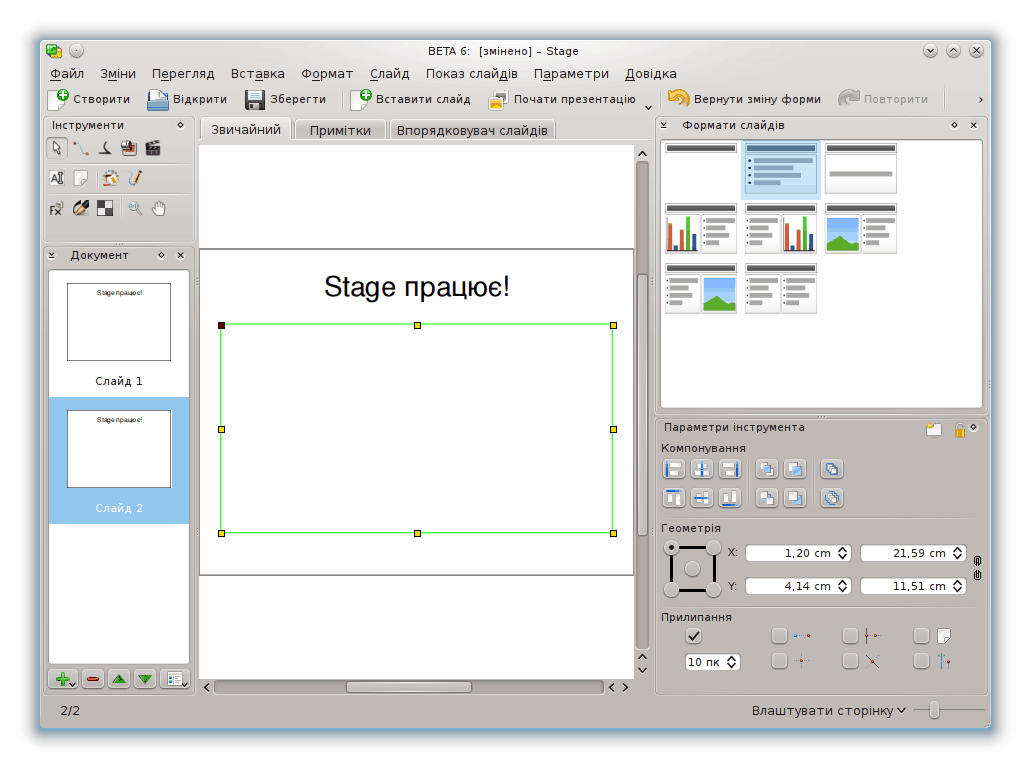 BETA 6:  [змінено] – Stage
Файл Зміни Перегляд Вставка Формат Слайд Показ слайдів Параметри Довідка
Створити Відкрити Зберегти Вставити слайд Почати презентацію Вернути зміну форми Повторити
Інструменти
Звичайний Примітки Впорядковувач слайдів
Формати слайдів
Документ
Stage працює!
Слайд 1
Stage працює!
Слайд 2
Stage працює!
Параметри інструмента
Компонування
Геометрія
X: 1,20 cm 21,59 cm
Y: 4,14 cm 11,51 cm
Прилипання
10 пк
2/2
Влаштувати сторінку